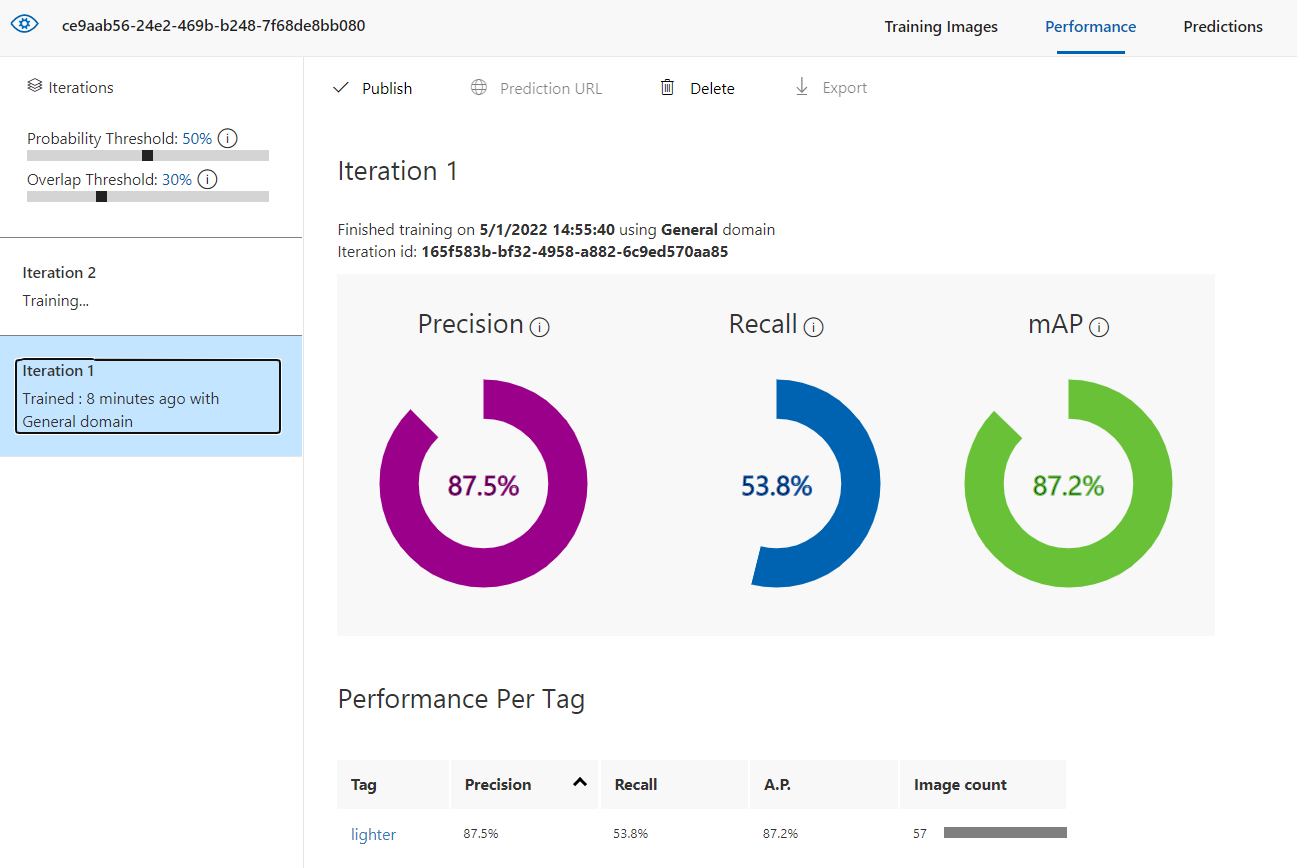 ce9aab56-24e2-469b-b248-7f68de8bb080
Training Images
Performance
Predictions
Iterations
Probability Threshold: 50%
Overlap Threshold: 30%
Iteration 2
Training...
Iteration 1
Trained : 8 minutes ago with
General domain
Publish
Prediction URL
Delete
Export
Iteration 1
Finished training on 5/1/2022 14:55:40 using General domain
Iteration id: 165f583b-bf32-4958-a882-6c9ed570aa85
Precision
Recall
mAP
87.5%
53.8%
87.2%
Performance Per Tag
Tag Precision Recall A.P. Image count
lighter 87.5% 53.8% 87.2% 57